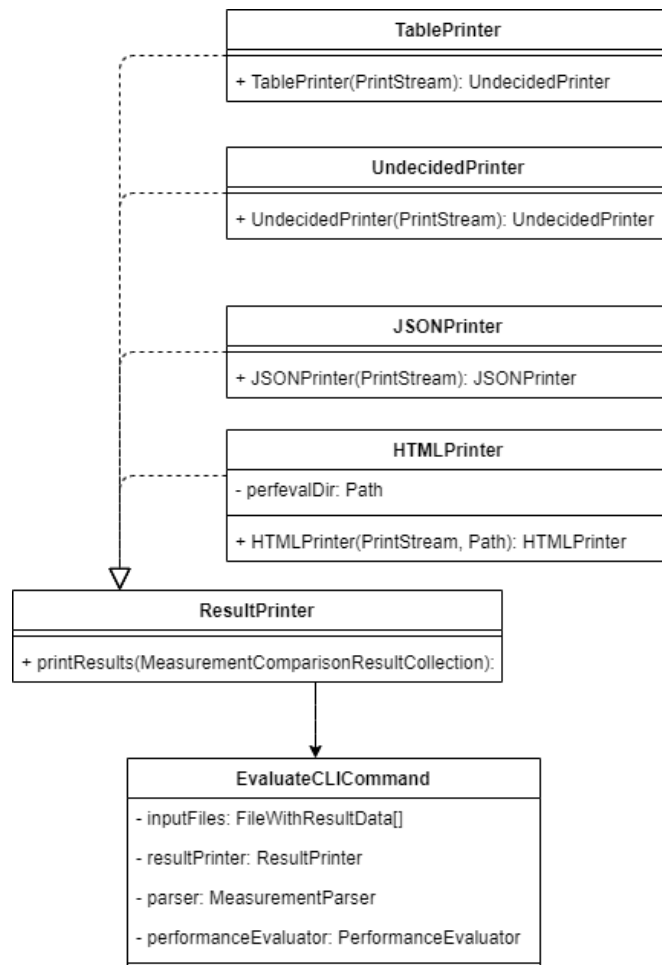 TablePrinter
+ TablePrinter(PrintStream): UndecidedPrinter
UndecidedPrinter
+ UndecidedPrinter(PrintStream): UndecidedPrinter
JSONPrinter
+ JSONPrinter(PrintStream): JSONPrinter
HTMLPrinter
- perfevalDir: Path
+ HTMLPrinter(PrintStream, Path): HTMLPrinter
ResultPrinter
+ printResults(MeasurementComparisonResultCollection):
EvaluateCLICommand
- inputFiles: FileWithResultData[]
- resultPrinter: ResultPrinter
- parser: MeasurementParser
- performanceEvaluator: PerformanceEvaluator